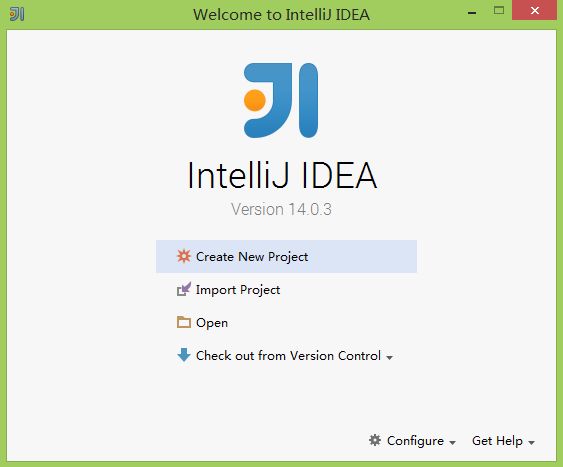 Welcome to IntelliJ IDEA
IntelliJ IDEA
Version 14.0.3
Create New Project
Import Project
Open
Check out from Version Control
Configure Get Help